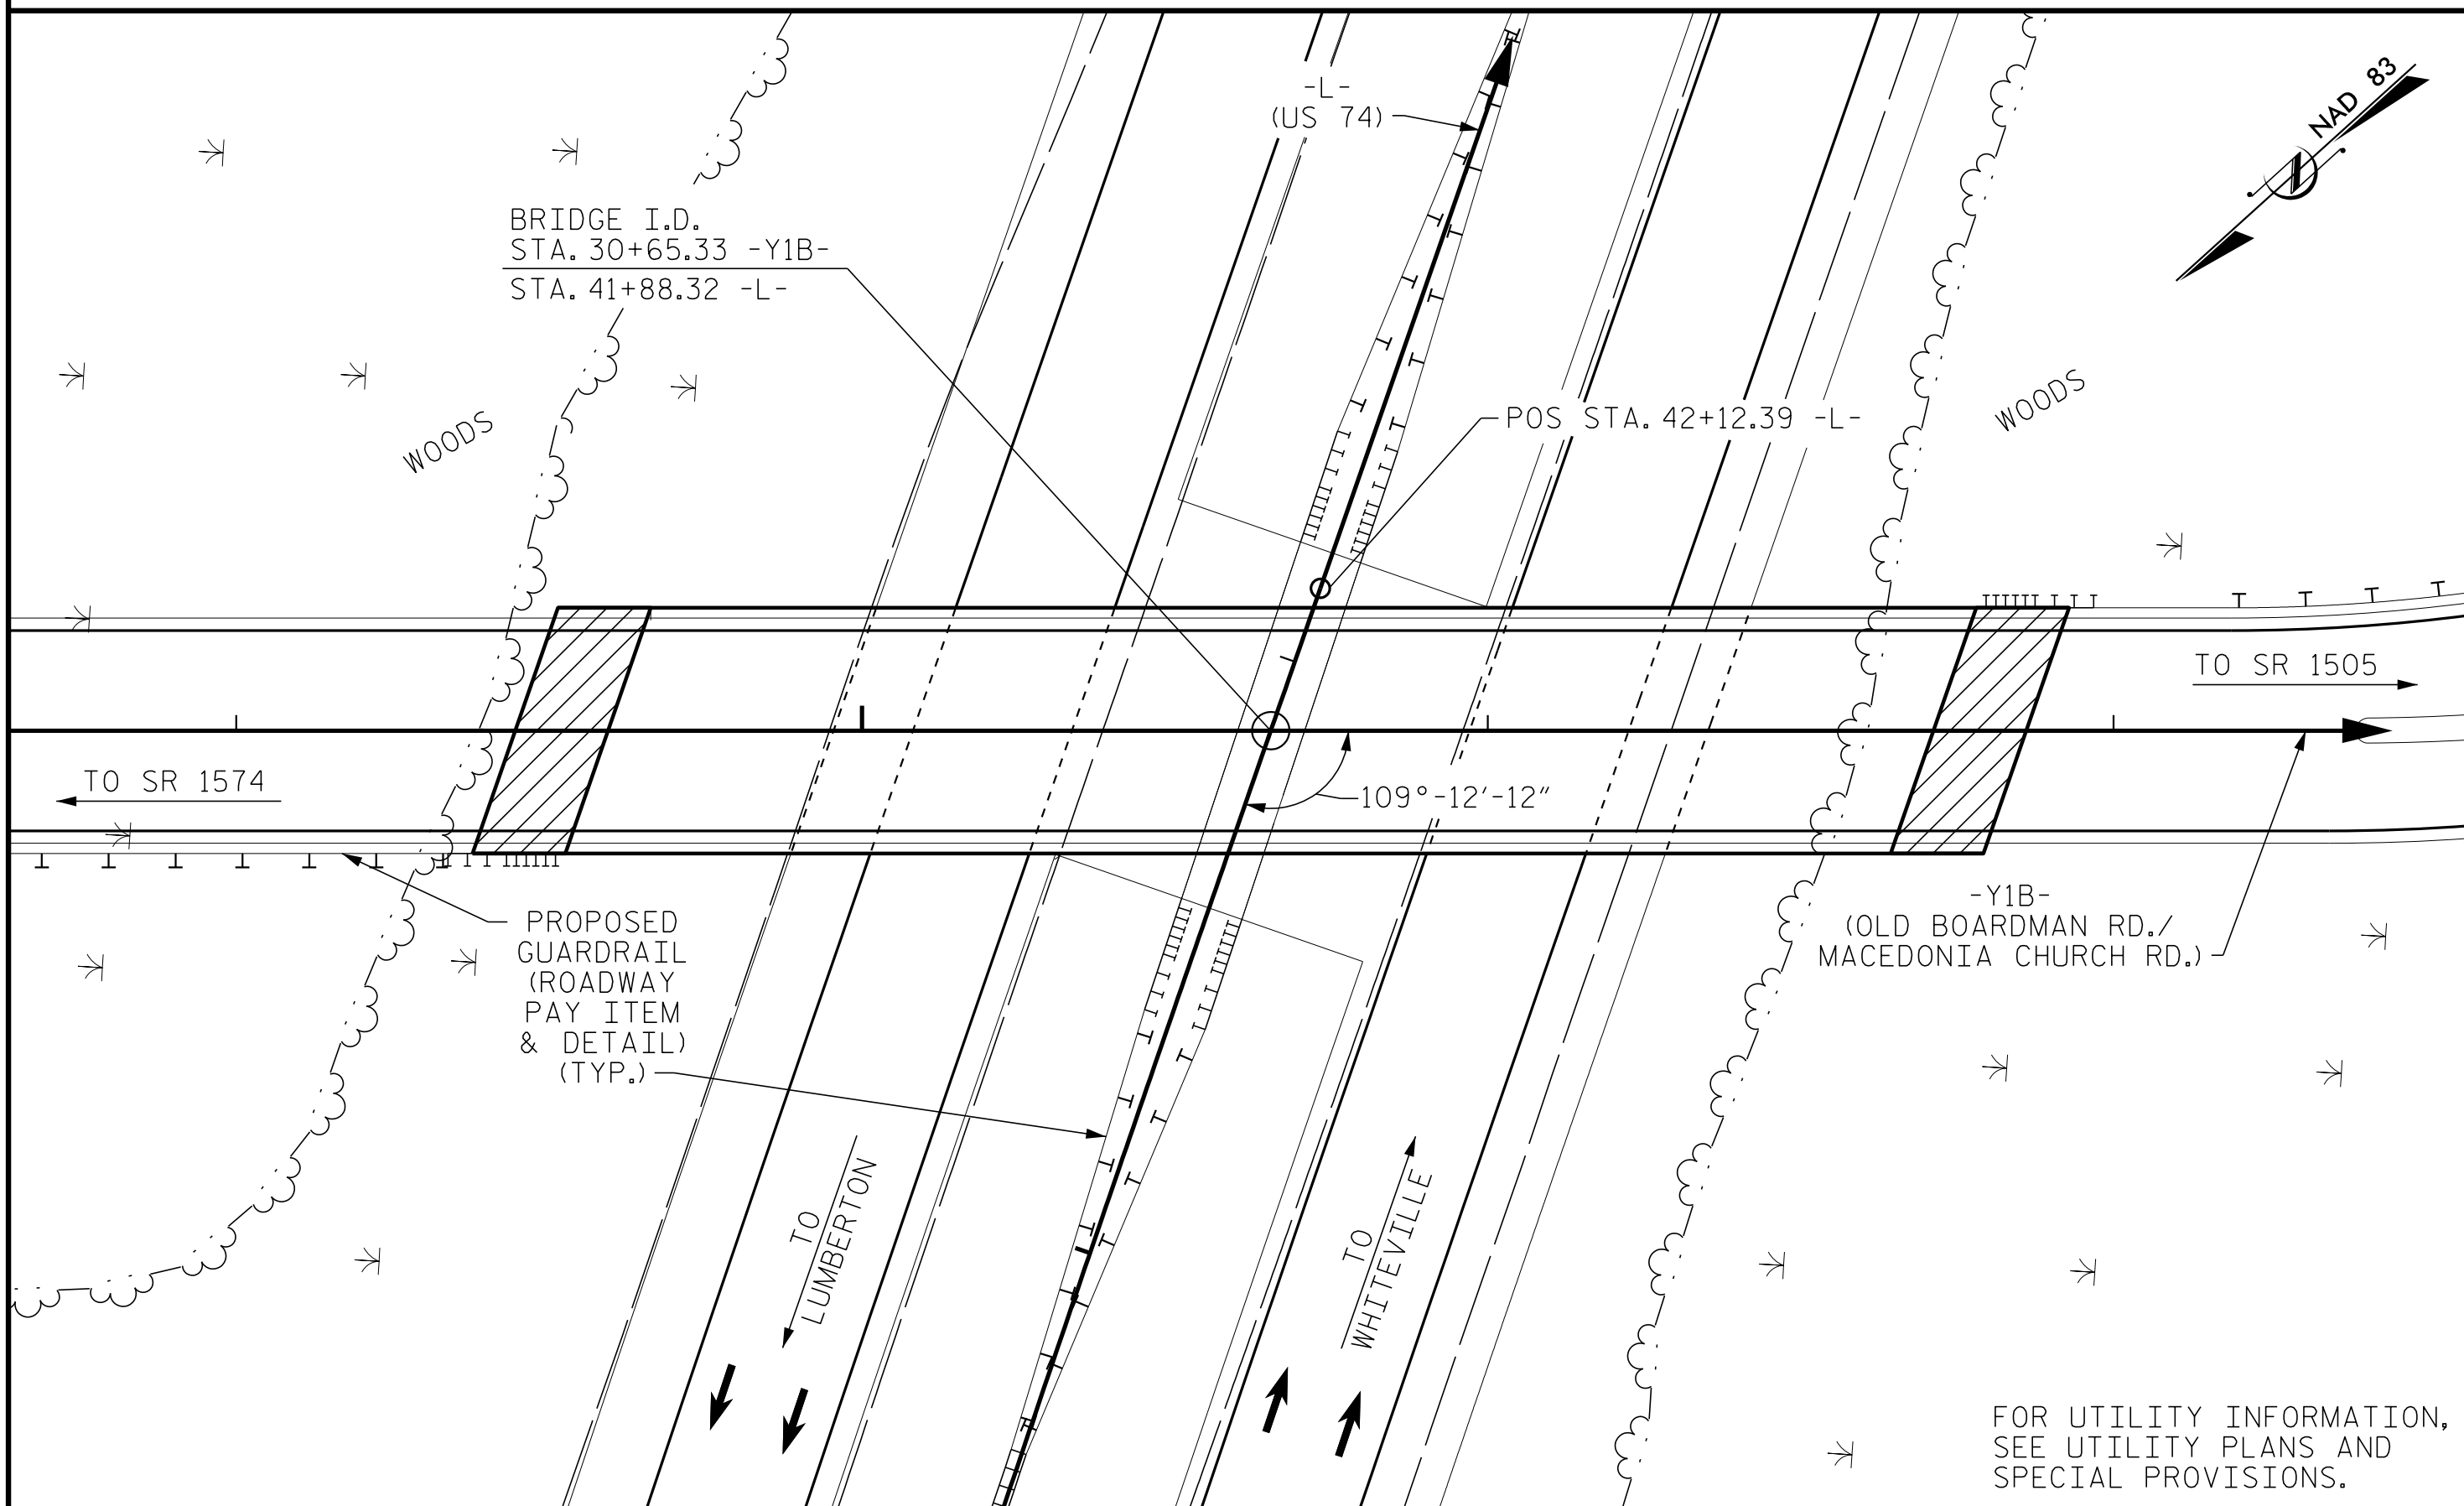 -L-
(US 74)
NAD 83
BRIDGE I.D.
STA. 30+65.33 -Y1B-
STA. 41+88.32 -L-
WOODS
POS STA. 42+12.39 -L-
WOODS
TO SR 1505
TO SR 1574
109°-12'-12"
PROPOSED
GUARDRAIL
(ROADWAY
PAY ITEM
& DETAIL)
(TYP.)
-Y1B-
(OLD BOARDMAN RD./
MACEDONIA CHURCH RD.)
TO
LUMBERTON
TO
WHITEVILLE
FOR UTILITY INFORMATION,
SEE UTILITY PLANS AND
SPECIAL PROVISIONS.